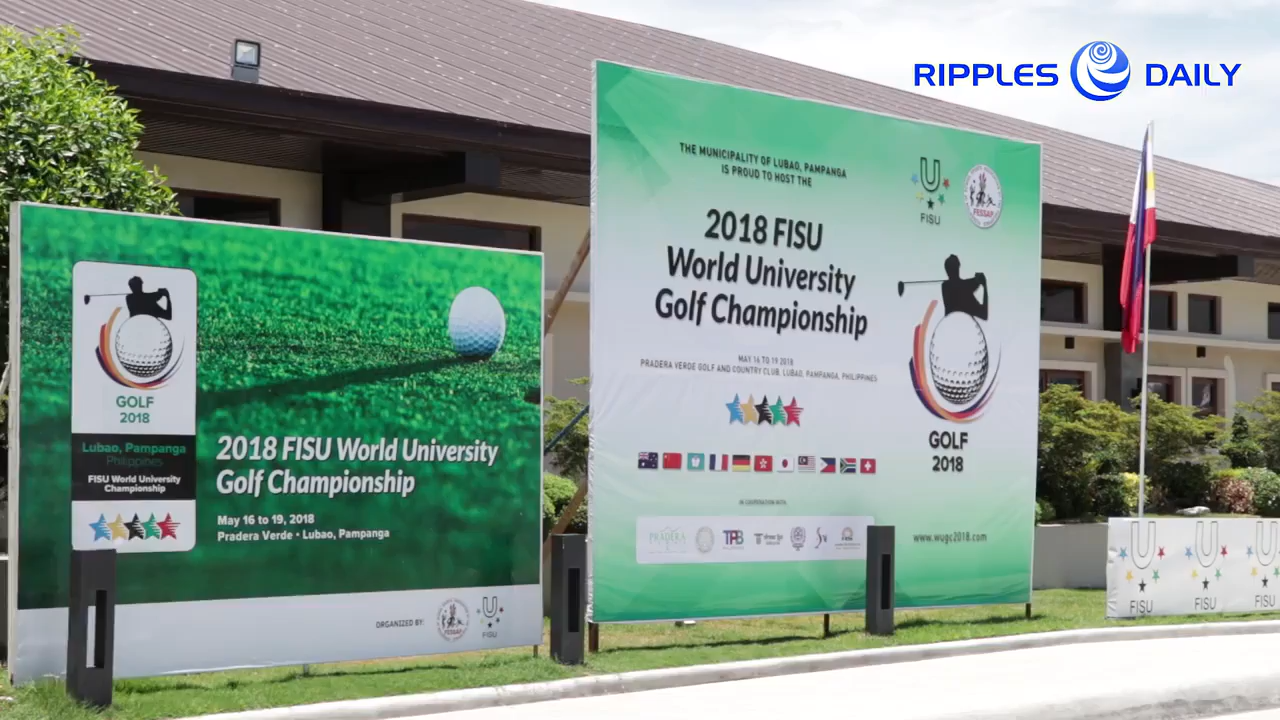 RIPPLES DAILY
GOLF
2018
Lubao, Pampanga
Philippines
FISU World University
Championship
2018 FISU World University
Golf Championship
May 16 to 19, 2018
Pradera Verde • Lubao, Pampanga
ORGANIZED BY:
FESSAP
FISU
THE MUNICIPALITY OF LUBAO, PAMPANGA
IS PROUD TO HOST THE
2018 FISU
World University
Golf Championship
MAY 16 TO 19 2018
PRADERA VERDE GOLF AND COUNTRY CLUB, LUBAO, PAMPANGA, PHILIPPINES
IN COOPERATION WITH:
PRADERA
TPB
U
FISU
FESSAP
GOLF
2018
www.wugc2018.com
FISU
FISU
FISU